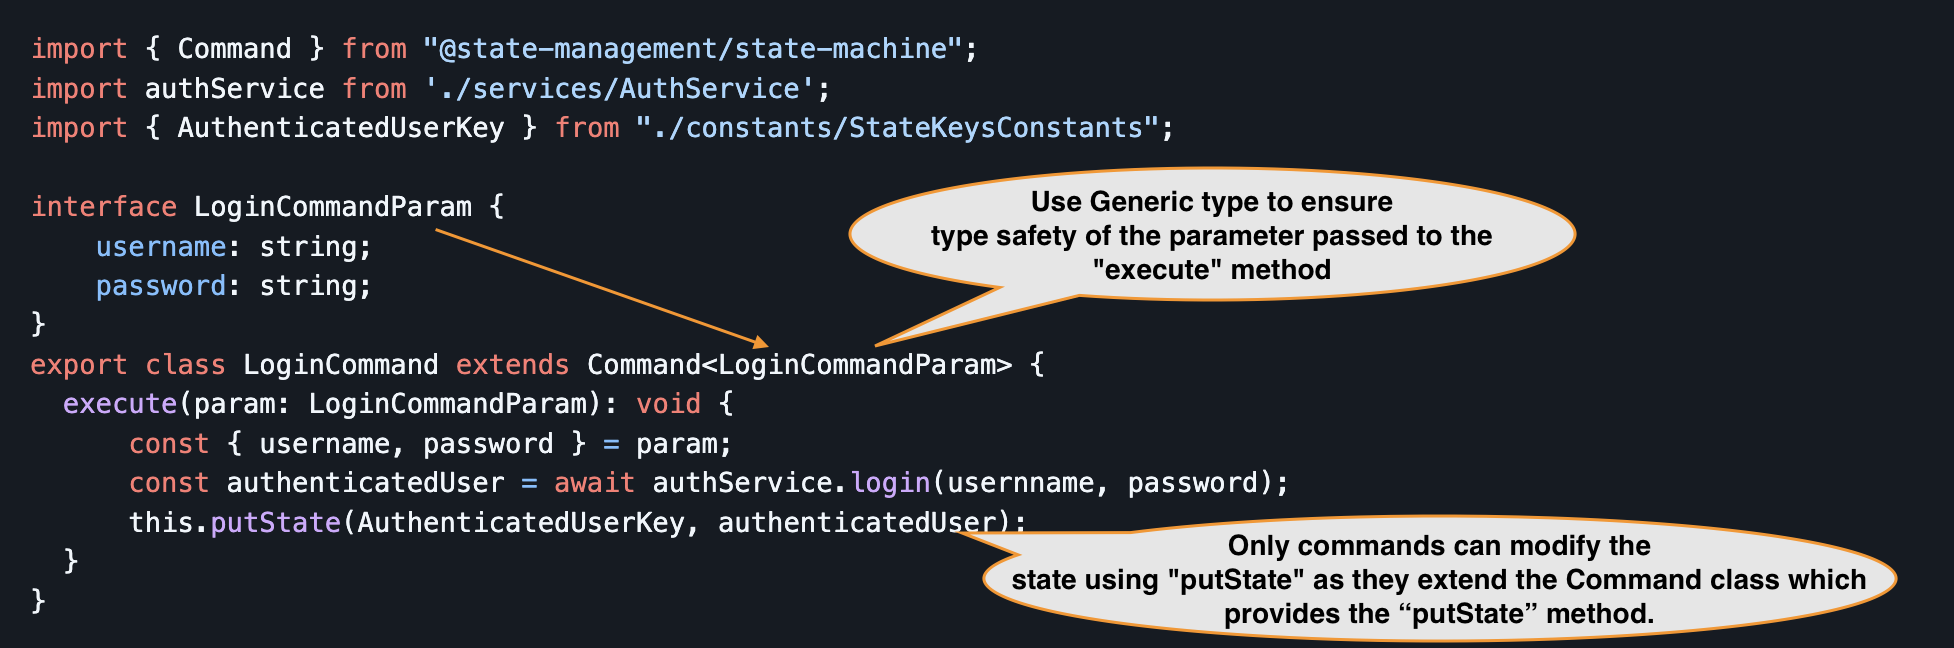 import { Command } from "@state-management/state-machine";
import authService from './services/AuthService';
import { AuthenticatedUserKey } from "./constants/StateKeysConstants";
interface LoginCommandParam {
username: string;
password: string;
}
export class LoginCommand extends Command<LoginCommandParam> {
execute(param: LoginCommandParam): void {
const { username, password } = param;
const authenticatedUser = await authService.login(usernname, password);
this.putState(AuthenticatedUserKey, authenticatedUser);
}
}
Use Generic type to ensure
type safety of the parameter passed to the
"execute" method
Only commands can modify the
state using "putState" as they extend the Command class which
provides the “putState” method.